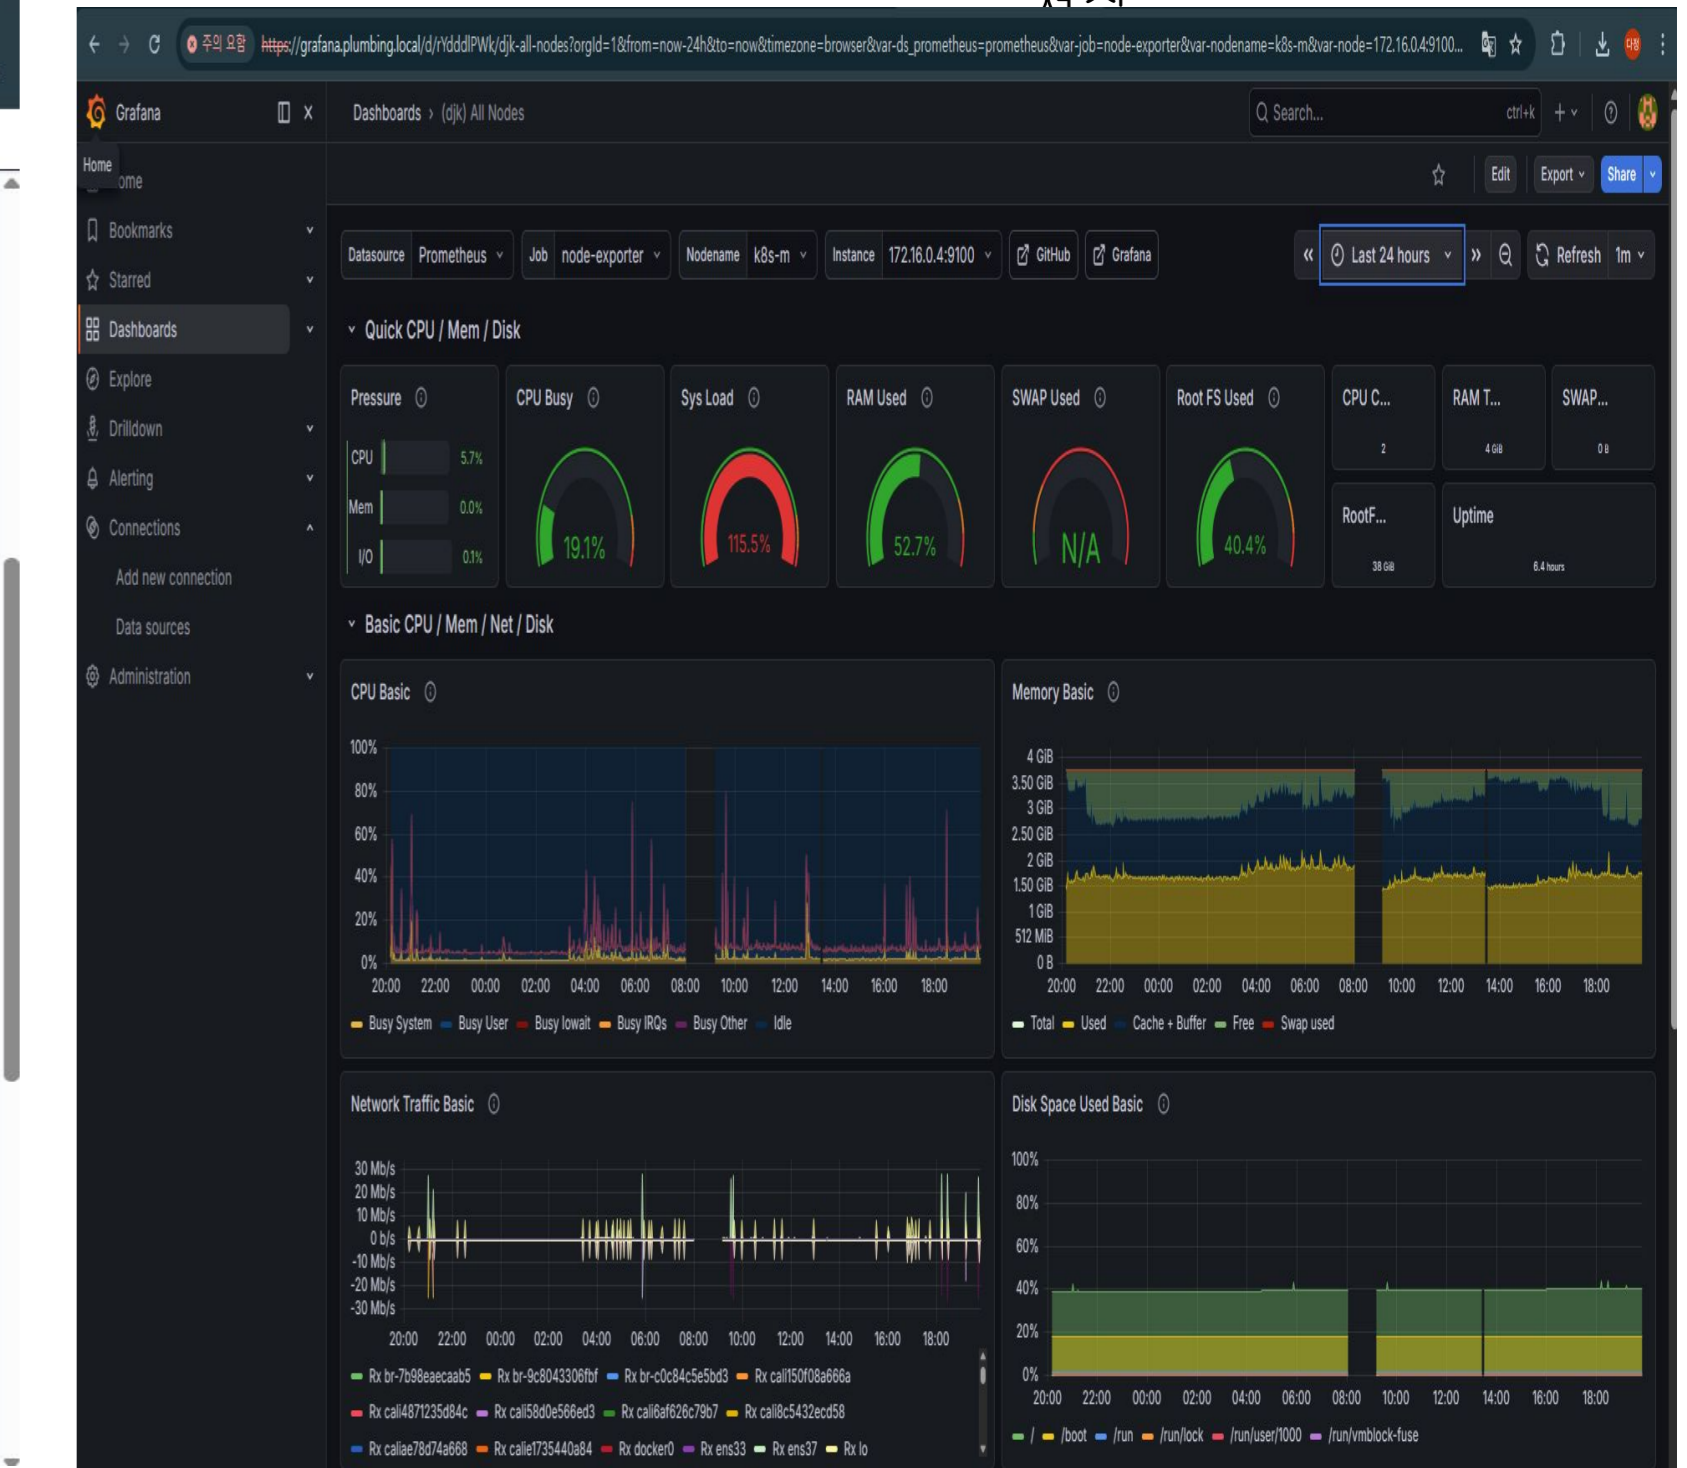 주의 요함 https://grafana.plumbing.local/d/rYdddlPWk/djk-all-nodes?orgId=1&from=now-24h&to=now&timezone=browser&var-ds_prometheus=prometheus&var-job=node-exporter&var-nodename=k8s-m&var-node=172.16.0.4:9100...
Grafana
Dashboards › (djk) All Nodes
Search... ctrl+k
Home
ome
Edit Export Share
Bookmarks
Starred
Dashboards
Explore
Drilldown
Alerting
Connections
Add new connection
Data sources
Administration
Datasource Prometheus Job node-exporter Nodename k8s-m Instance 172.16.0.4:9100 GitHub Grafana
Last 24 hours Refresh 1m
Quick CPU / Mem / Disk
Pressure
CPU 5.7%
Mem 0.0%
I/O 0.1%
CPU Busy
19.1%
Sys Load
115.5%
RAM Used
52.7%
SWAP Used
N/A
Root FS Used
40.4%
CPU C...
2
RAM T...
4 GiB
SWAP...
0 B
RootF...
38 GiB
Uptime
6.4 hours
Basic CPU / Mem / Net / Disk
CPU Basic
100%
80%
60%
40%
20%
0%
20:00 22:00 00:00 02:00 04:00 06:00 08:00 10:00 12:00 14:00 16:00 18:00
Busy System Busy User Busy Iowait Busy IRQs Busy Other Idle
Memory Basic
4 GiB
3.50 GiB
3 GiB
2.50 GiB
2 GiB
1.50 GiB
1 GiB
512 MiB
0 B
20:00 22:00 00:00 02:00 04:00 06:00 08:00 10:00 12:00 14:00 16:00 18:00
Total Used Cache + Buffer Free Swap used
Network Traffic Basic
30 Mb/s
20 Mb/s
10 Mb/s
0 b/s
-10 Mb/s
-20 Mb/s
-30 Mb/s
20:00 22:00 00:00 02:00 04:00 06:00 08:00 10:00 12:00 14:00 16:00 18:00
Rx br-7b98eaecaab5 Rx br-9c8043306fbf Rx br-c0c84c5e5bd3 Rx cali150f08a666a
Rx cali4871235d84c Rx cali58d0e566ed3 Rx cali6af626c79b7 Rx cali8c5432ecd58
Rx caliae78d74a668 Rx calie1735440a84 Rx docker0 Rx ens33 Rx ens37 Rx lo
Disk Space Used Basic
100%
80%
60%
40%
20%
0%
20:00 22:00 00:00 02:00 04:00 06:00 08:00 10:00 12:00 14:00 16:00 18:00
/ /boot /run /run/lock /run/user/1000 /run/vmblock-fuse